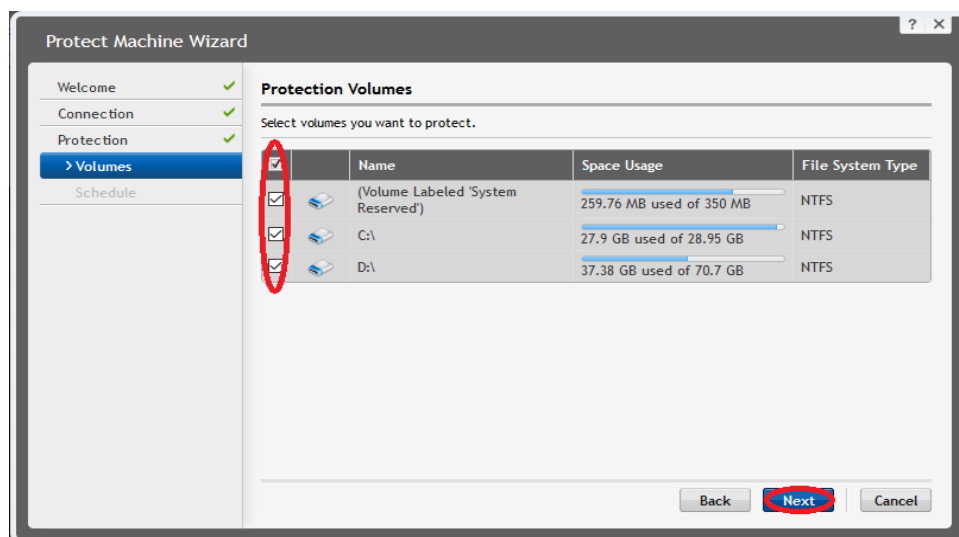 ? X
Protect Machine Wizard
Welcome
Connection
Protection
> Volumes
Schedule
Protection Volumes
Select volumes you want to protect.
Name Space Usage File System Type
(Volume Labeled 'System
Reserved') 259.76 MB used of 350 MB NTFS
C:\ 27.9 GB used of 28.95 GB NTFS
D:\ 37.38 GB used of 70.7 GB NTFS
Back Next Cancel